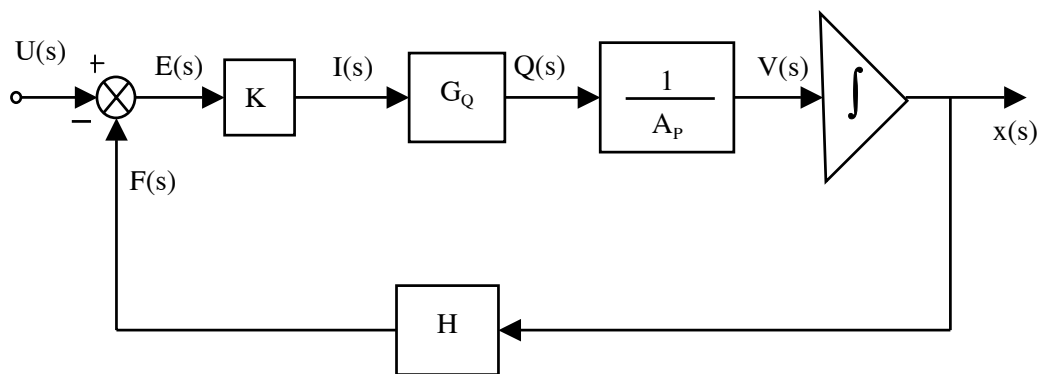 U(s)
+
−
E(s)
K
I(s)
G_Q
Q(s)
1
A_P
V(s)
∫
x(s)
F(s)
H